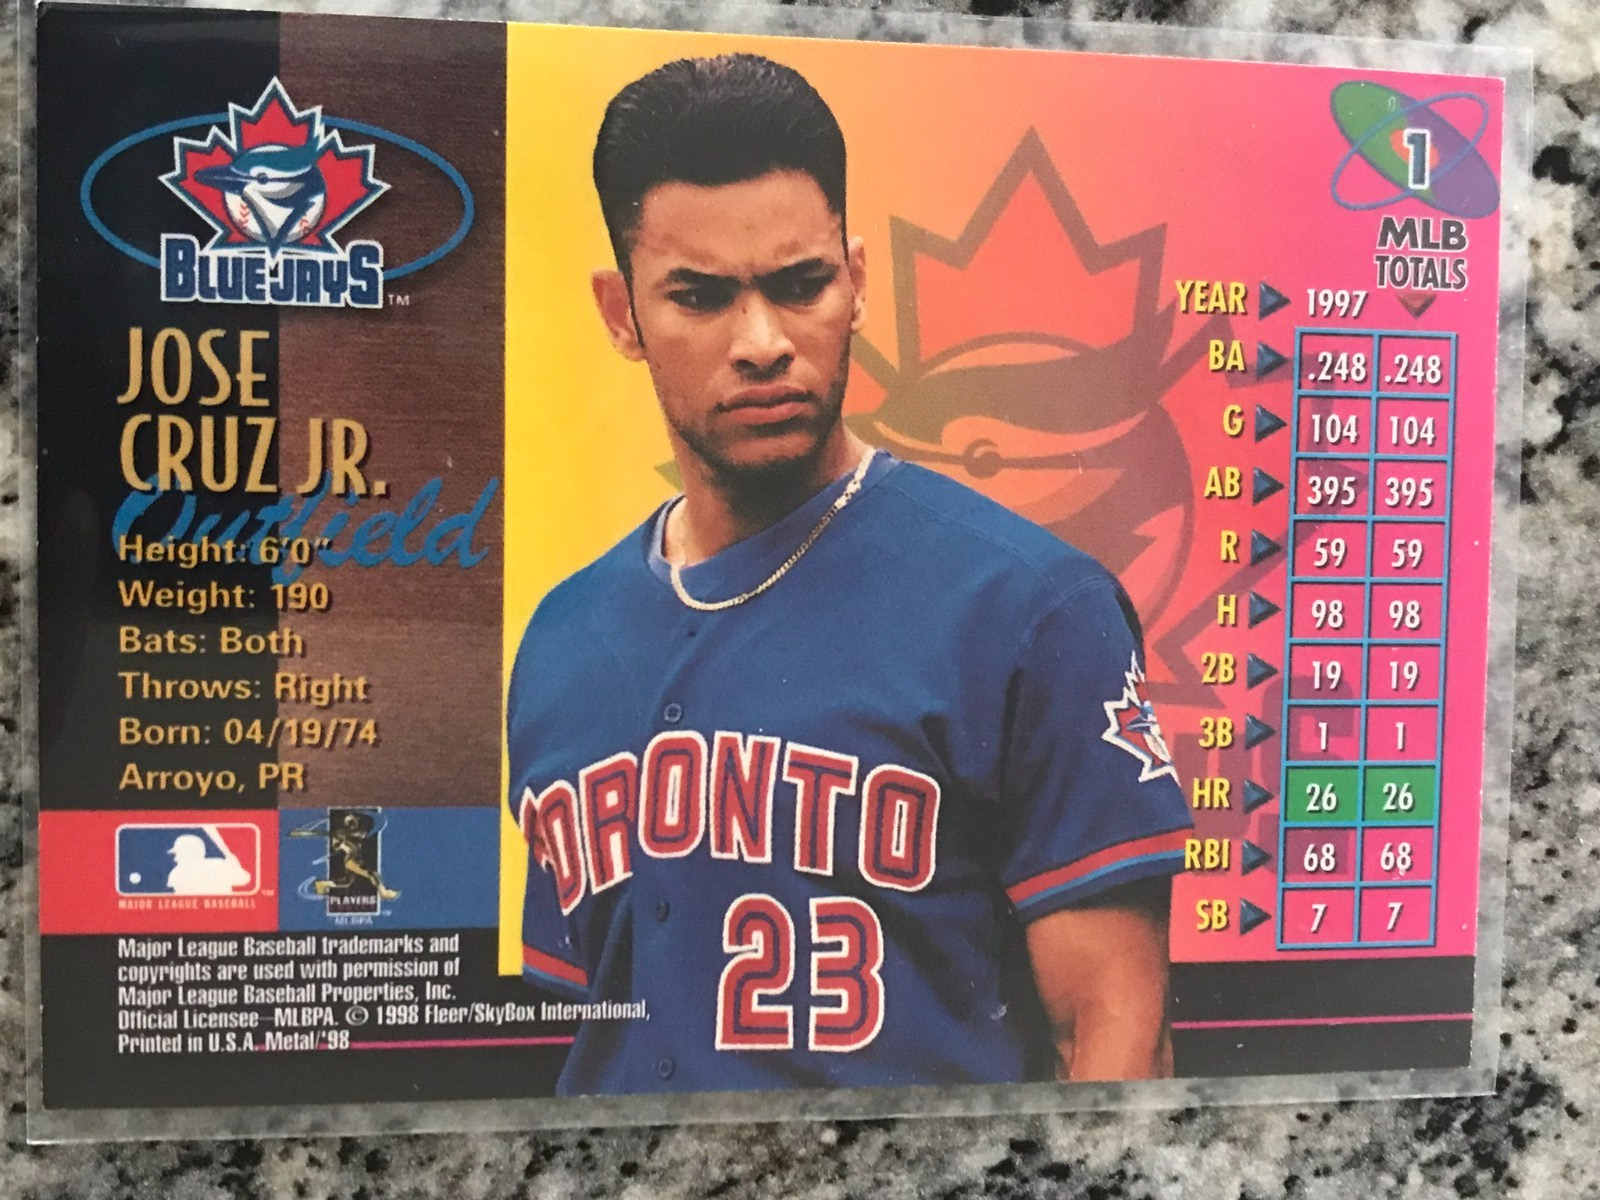 BLUE JAYS TM
JOSE
CRUZ JR.
Outfield
Height: 6'0"
Weight: 190
Bats: Both
Throws: Right
Born: 04/19/74
Arroyo, PR
MAJOR LEAGUE BASEBALL TM
PLAYERS
MLBPA
Major League Baseball trademarks and
copyrights are used with permission of
Major League Baseball Properties, Inc.
Official Licensee—MLBPA. © 1998 Fleer/SkyBox International,
Printed in U.S.A. Metal/'98
TORONTO
23
1
MLB
TOTALS
YEAR 1997
BA .248 .248
G 104 104
AB 395 395
R 59 59
H 98 98
2B 19 19
3B 1 1
HR 26 26
RBI 68 68
SB 7 7